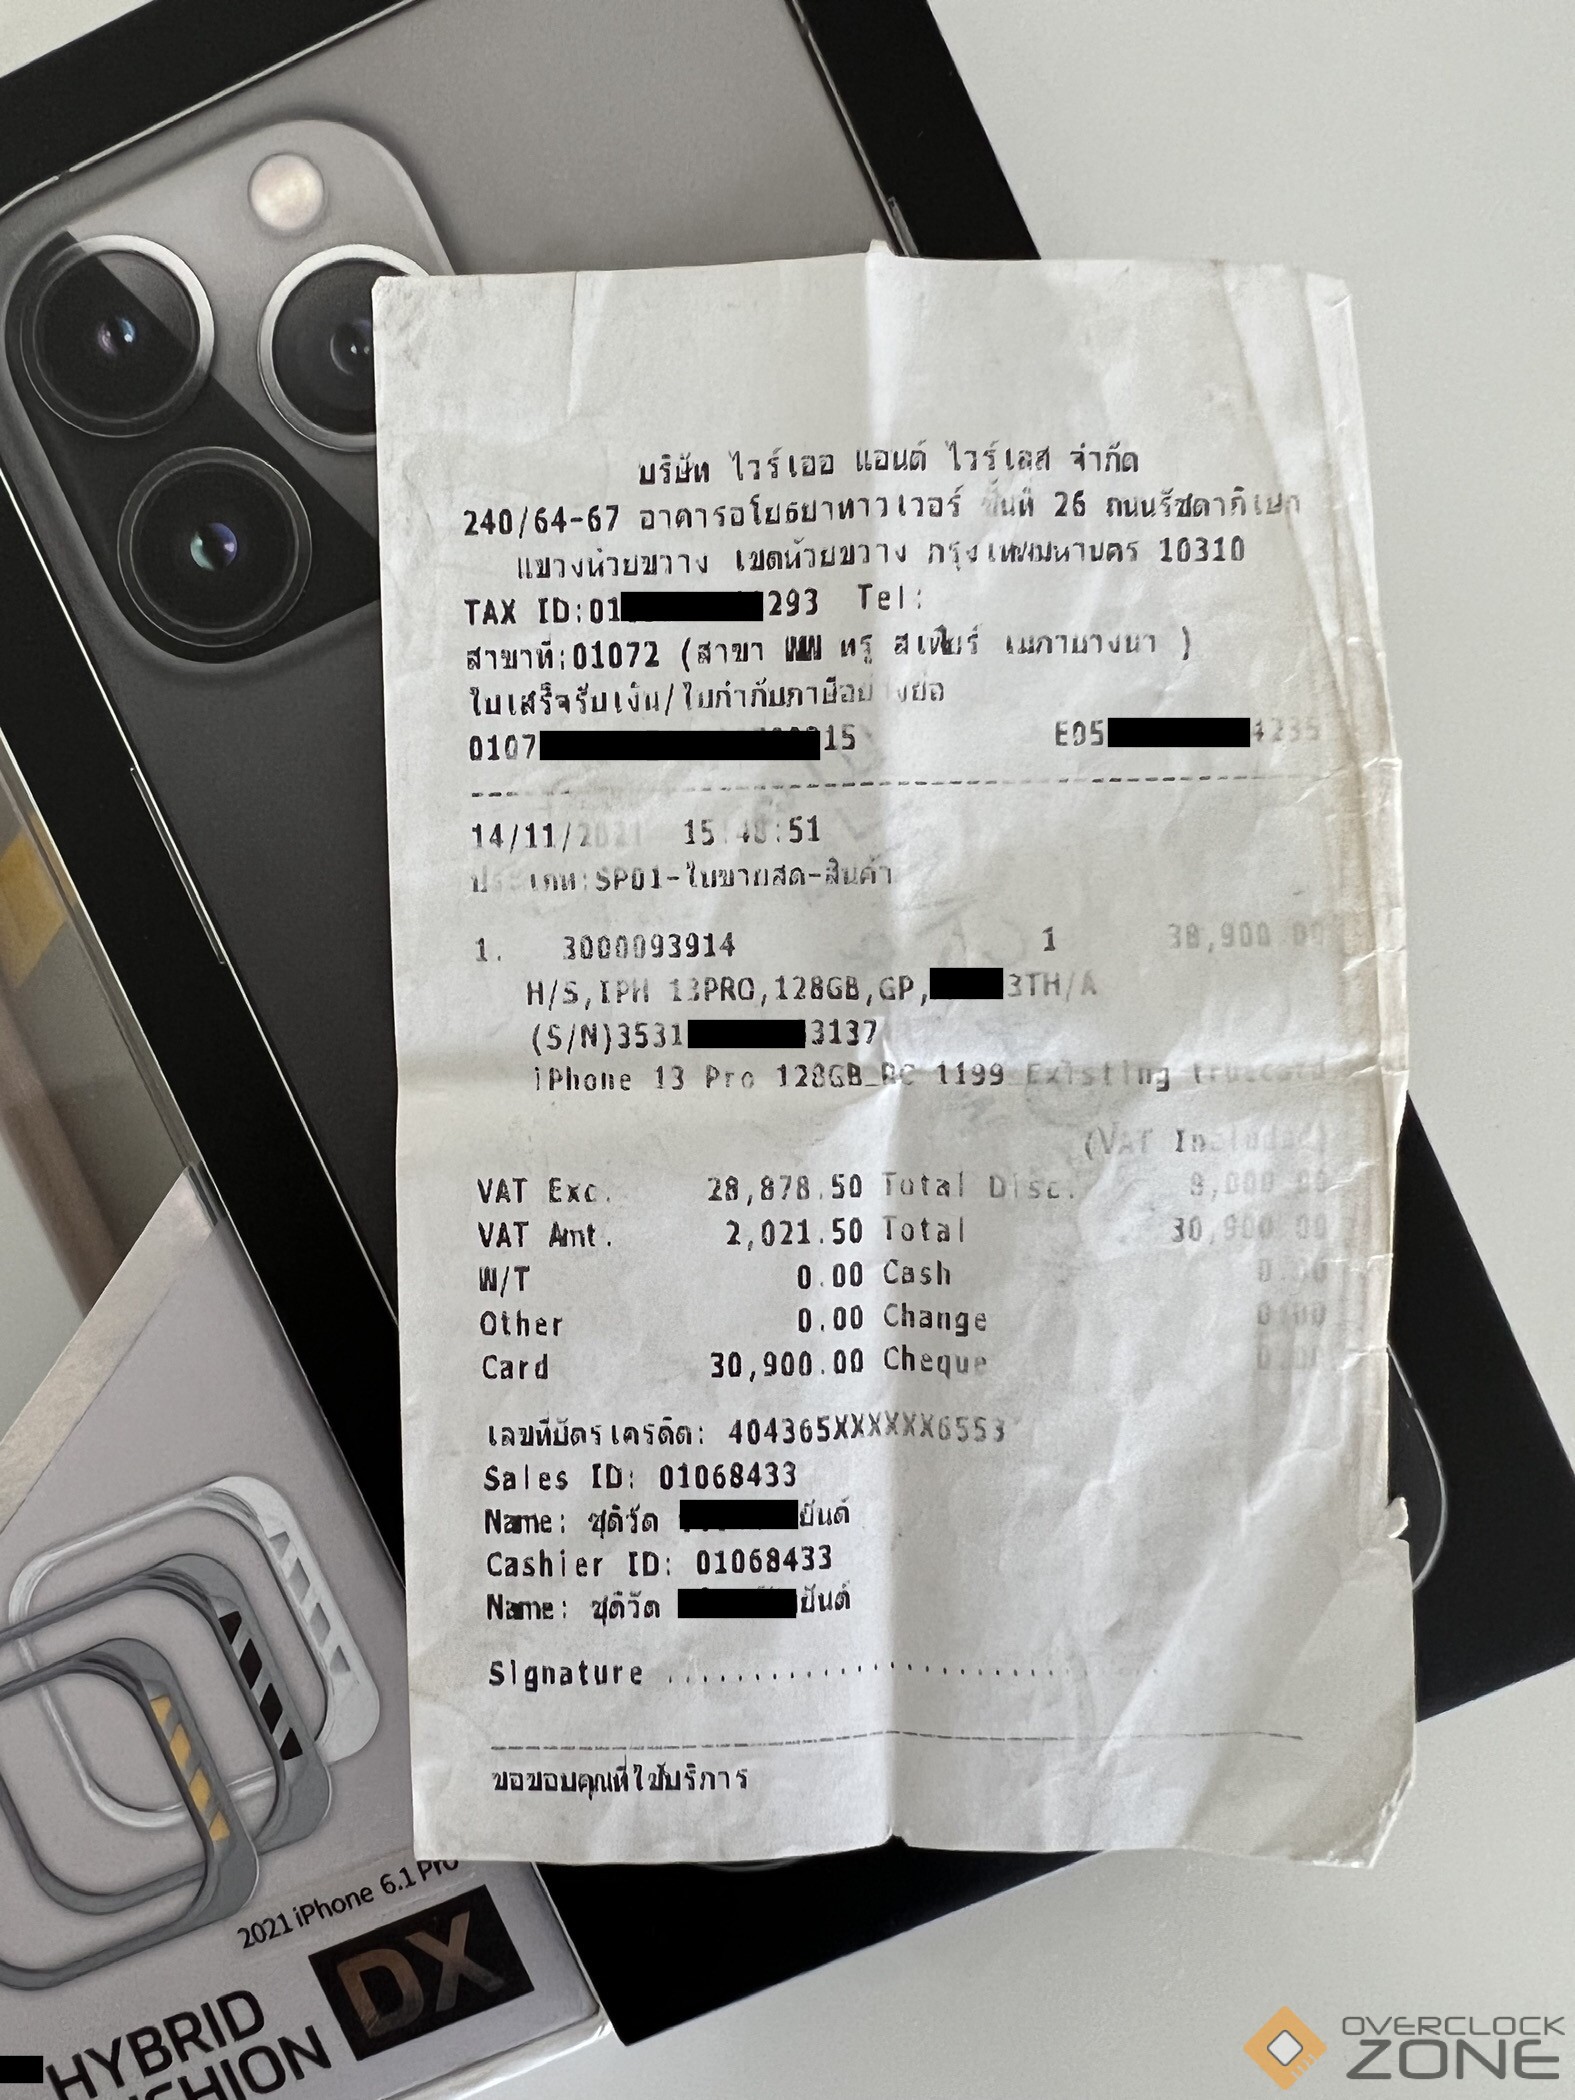 บริษัท ไวร์เออ แอนด์ ไวร์เลส จำกัด
240/64-67 อาคารอโยธยาทาวเวอร์ ชั้นที่ 26 ถนนรัชดาภิเษก
แขวงห้วยขวาง เขตห้วยขวาง กรุงเทพมหานคร 10310
TAX ID:01 293 Tel:
สาขาที่:01072 (สาขา WW ทรู สเฟียร์ เมกาบางนา )
ใบเสร็จรับเงิน/ใบกำกับภาษีอย่างย่อ
0107 15 E05 4235
14/11/2021 15:40:51
ประเภท:SP01-ใบขายสด-สินค้า
1. 3000093914 1 38,900.00
H/S,IPH 13PRO,128GB,GP, 3TH/A
(S/N)3531 3137
iPhone 13 Pro 128GB_RC 1199_Existing truecard
(VAT Included)
VAT Exc. 28,878.50 Total Disc. 8,000.00
VAT Amt. 2,021.50 Total 30,900.00
W/T 0.00 Cash 0.00
Other 0.00 Change 0.00
Card 30,900.00 Cheque 0.00
เลขที่บัตรเครดิต: 404365XXXXXX6553
Sales ID: 01068433
Name: ชุติวัต ยันต์
Cashier ID: 01068433
Name: ชุติวัต ยันต์
Signature ..........................
ขอขอบคุณที่ใช้บริการ
2021 iPhone 6.1 Pro
DX
HYBRID
OVERCLOCK
ZONE